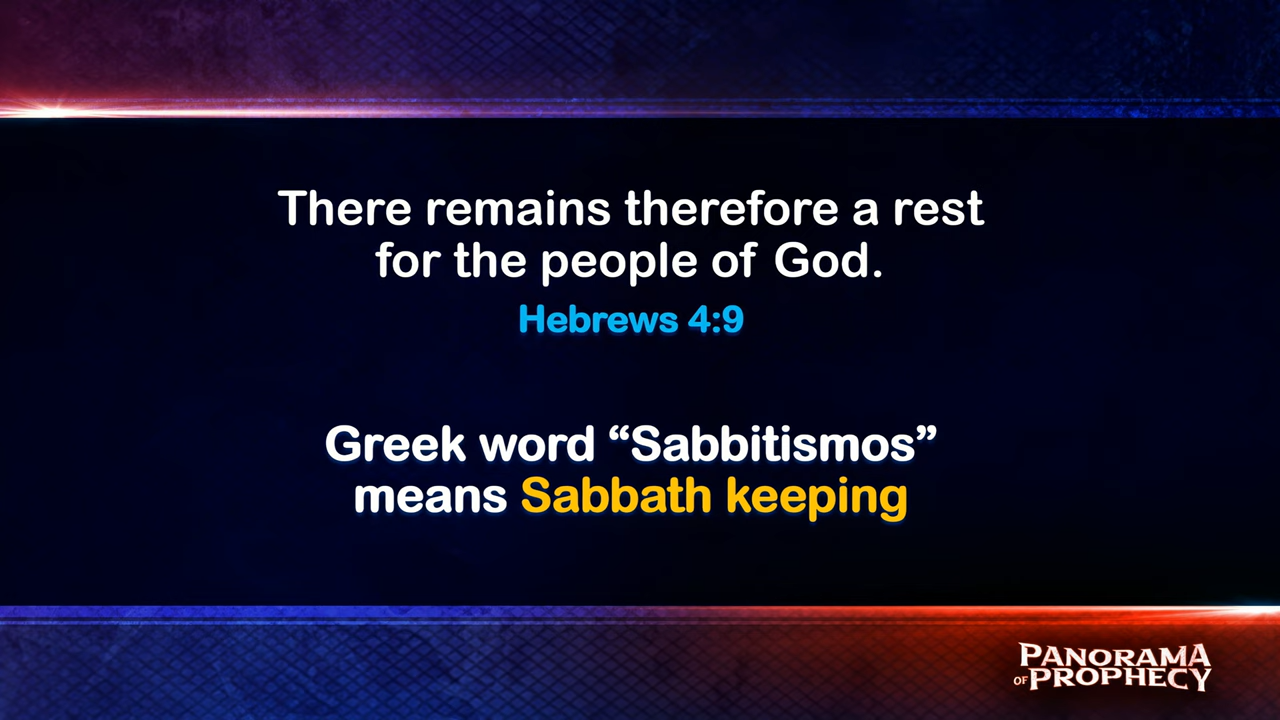 There remains therefore a rest
for the people of God.
Hebrews 4:9
Greek word “Sabbitismos”
means Sabbath keeping
PANORAMA
OF PROPHECY